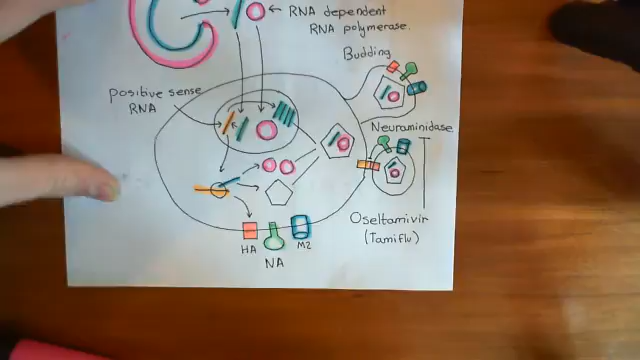 RNA dependent
RNA polymerase.
Budding
positive sense
RNA
Neuraminidase
Oseltamivir
(Tamiflu)
HA
NA
M2